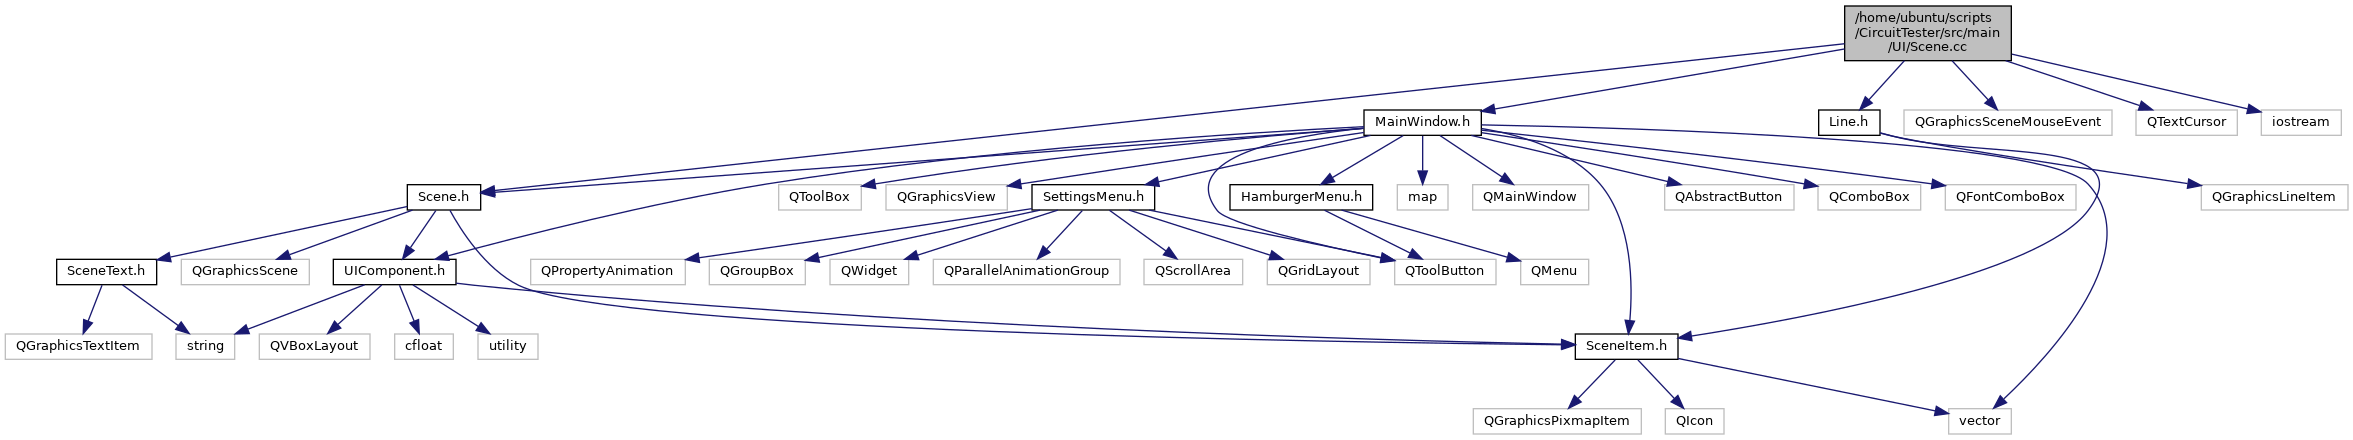 /home/ubuntu/scripts
/CircuitTester/src/main
/UI/Scene.cc
MainWindow.h
Line.h
QGraphicsSceneMouseEvent
QTextCursor
iostream
Scene.h
QToolBox
QGraphicsView
SettingsMenu.h
HamburgerMenu.h
map
QMainWindow
QAbstractButton
QComboBox
QFontComboBox
QGraphicsLineItem
SceneText.h
QGraphicsScene
UIComponent.h
QPropertyAnimation
QGroupBox
QWidget
QParallelAnimationGroup
QScrollArea
QGridLayout
QToolButton
QMenu
QGraphicsTextItem
string
QVBoxLayout
cfloat
utility
SceneItem.h
QGraphicsPixmapItem
QIcon
vector